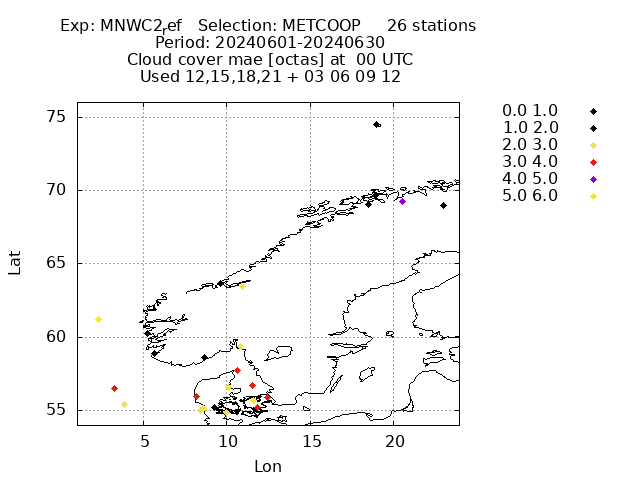 Exp: MNWC2ref   Selection: METCOOP     26 stations
Period: 20240601-20240630
Cloud cover mae [octas] at  00 UTC
Used 12,15,18,21 + 03 06 09 12
75
70
65
60
55
5 10 15 20
Lat
Lon
0.0 1.0
1.0 2.0
2.0 3.0
3.0 4.0
4.0 5.0
5.0 6.0